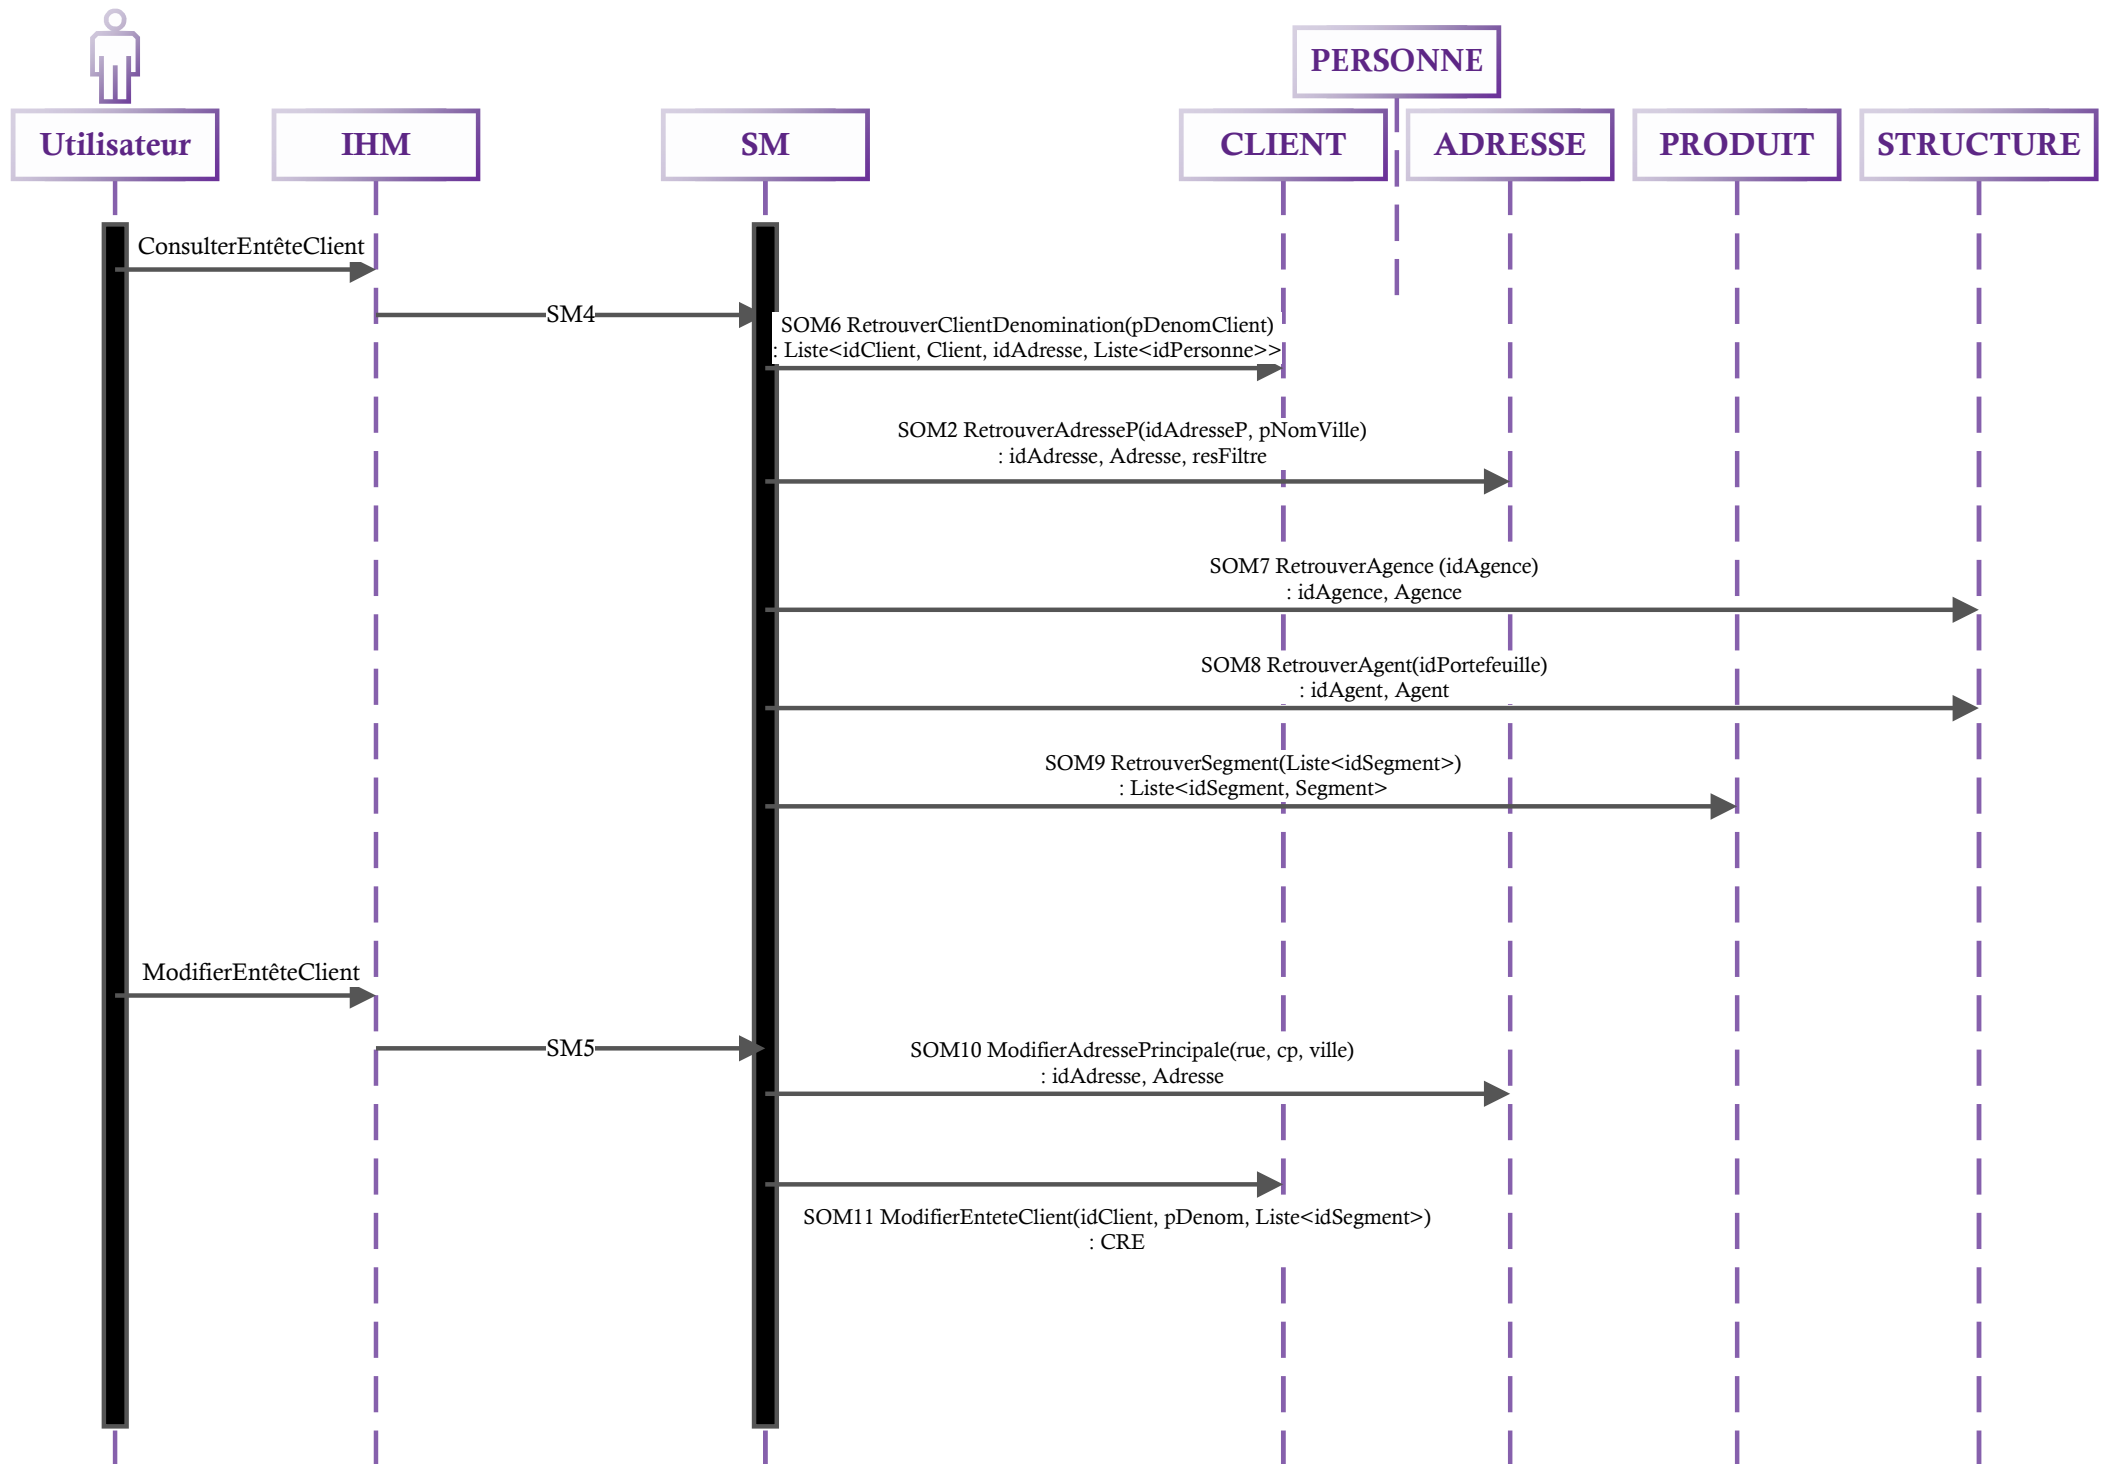 PERSONNE
Utilisateur
IHM
SM
CLIENT
ADRESSE
PRODUIT
STRUCTURE
ConsulterEntêteClient
SM4
SOM6 RetrouverClientDenomination(pDenomClient)
: Liste<idClient, Client, idAdresse, Liste<idPersonne>>
SOM2 RetrouverAdresseP(idAdresseP, pNomVille)
: idAdresse, Adresse, resFiltre
SOM7 RetrouverAgence (idAgence)
: idAgence, Agence
SOM8 RetrouverAgent(idPortefeuille)
: idAgent, Agent
SOM9 RetrouverSegment(Liste<idSegment>)
: Liste<idSegment, Segment>
ModifierEntêteClient
SM5
SOM10 ModifierAdressePrincipale(rue, cp, ville)
: idAdresse, Adresse
SOM11 ModifierEnteteClient(idClient, pDenom, Liste<idSegment>)
: CRE